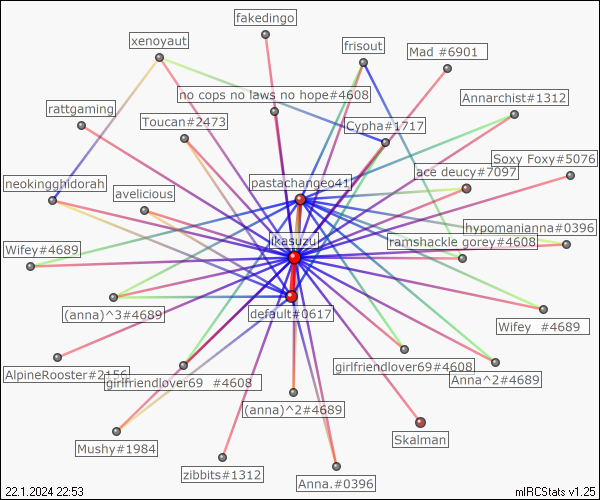 fakedingo
xenoyaut
frisout
Mad #6901
no cops no laws no hope#4608
Annarchist#1312
rattgaming
Toucan#2473
Cypha#1717
Soxy Foxy#5076
ace deucy#7097
neokingghidorah
pastachangeo41
avelicious
hypomanianna#0396
ikasuzu
ramshackle gorey#4608
Wifey#4689
(anna)^3#4689
default#0617
Wifey #4689
AlpineRooster#2156
girlfriendlover69 #4608
girlfriendlover69#4608
Anna^2#4689
(anna)^2#4689
Skalman
Mushy#1984
zibbits#1312
Anna.#0396
22.1.2024 22:53
mIRCStats v1.25